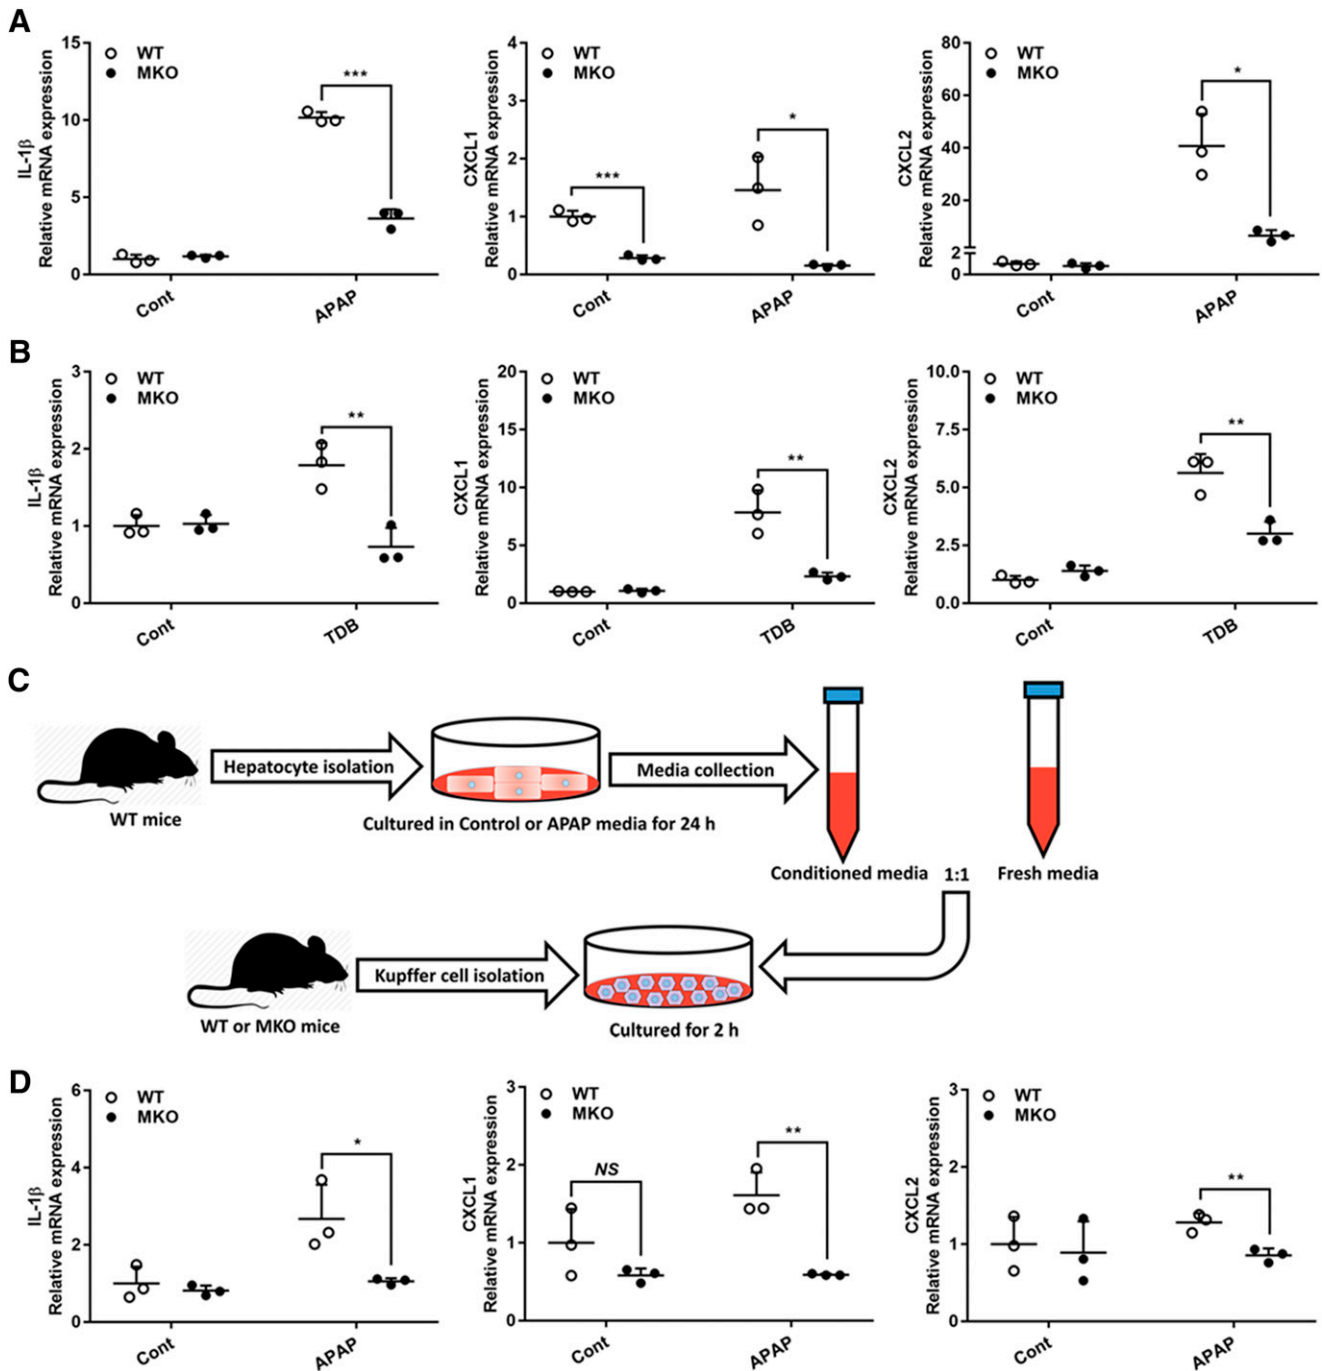 A
IL-1β
Relative mRNA expression
15
10
5
0
WT
MKO
***
Cont
APAP
CXCL1
Relative mRNA expression
4
3
2
1
0
WT
MKO
***
*
Cont
APAP
CXCL2
Relative mRNA expression
80
60
40
20
2
0
WT
MKO
*
Cont
APAP
B
IL-1β
Relative mRNA expression
3
2
1
0
WT
MKO
**
Cont
TDB
CXCL1
Relative mRNA expression
20
15
10
5
0
WT
MKO
**
Cont
TDB
CXCL2
Relative mRNA expression
10.0
7.5
5.0
2.5
0.0
WT
MKO
**
Cont
TDB
C
WT mice
Hepatocyte isolation
Cultured in Control or APAP media for 24 h
Media collection
Conditioned media
1:1
Fresh media
WT or MKO mice
Kupffer cell isolation
Cultured for 2 h
D
IL-1β
Relative mRNA expression
6
4
2
0
WT
MKO
*
Cont
APAP
CXCL1
Relative mRNA expression
3
2
1
0
WT
MKO
NS
**
Cont
APAP
CXCL2
Relative mRNA expression
3
2
1
0
WT
MKO
**
Cont
APAP